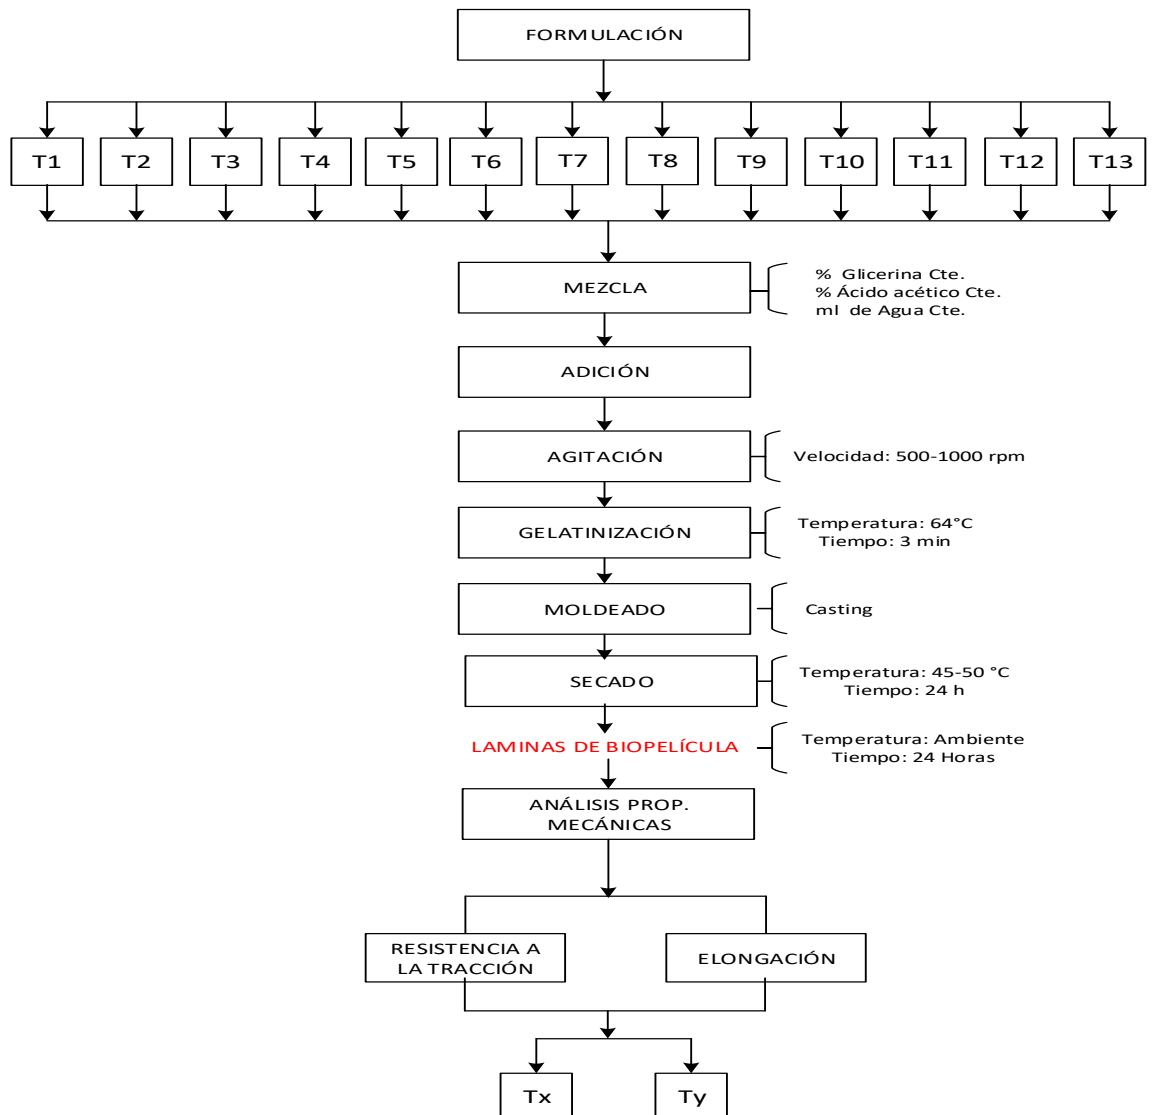 FORMULACIÓN
T1 T2 T3 T4 T5 T6 T7 T8 T9 T10 T11 T12 T13
MEZCLA
% Glicerina Cte.
% Ácido acético Cte.
ml de Agua Cte.
ADICIÓN
AGITACIÓN
Velocidad: 500-1000 rpm
GELATINIZACIÓN
Temperatura: 64°C
Tiempo: 3 min
MOLDEADO
Casting
SECADO
Temperatura: 45-50 °C
Tiempo: 24 h
LAMINAS DE BIOPELÍCULA
Temperatura: Ambiente
Tiempo: 24 Horas
ANÁLISIS PROP.
MECÁNICAS
RESISTENCIA A
LA TRACCIÓN
ELONGACIÓN
Tx Ty